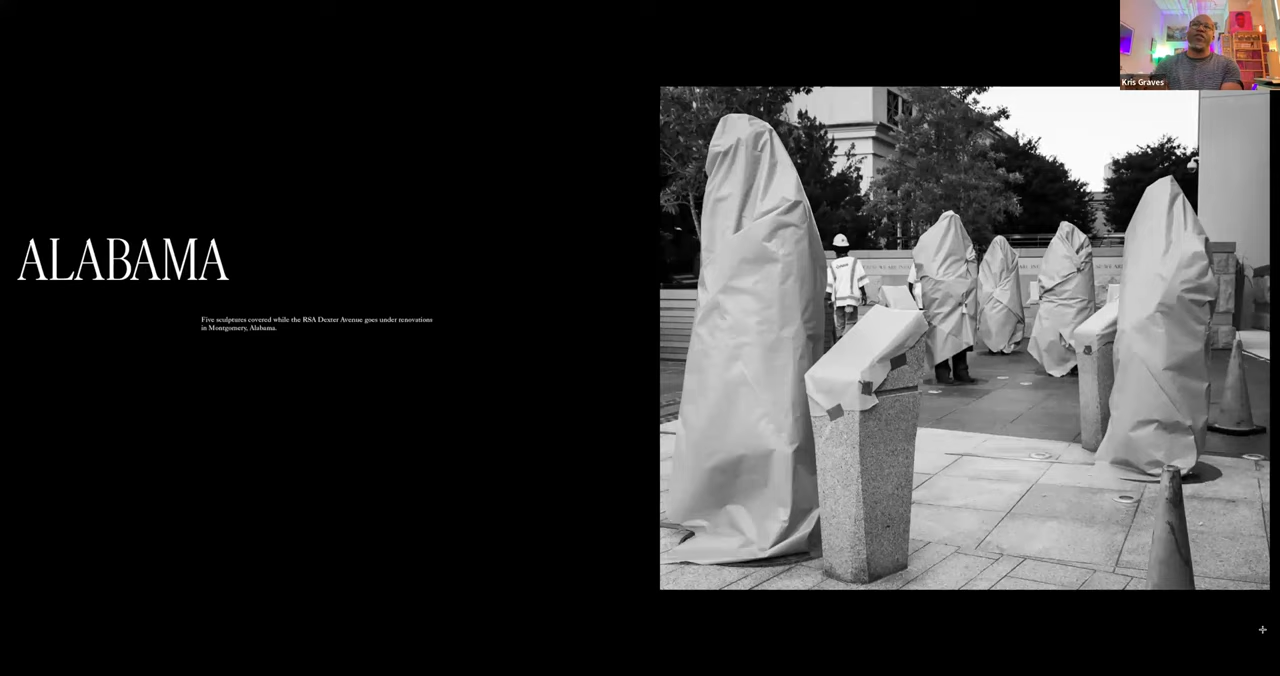 Kris Graves
ALABAMA
Five sculptures covered while the RSA Dexter Avenue goes under renovations
in Montgomery, Alabama.